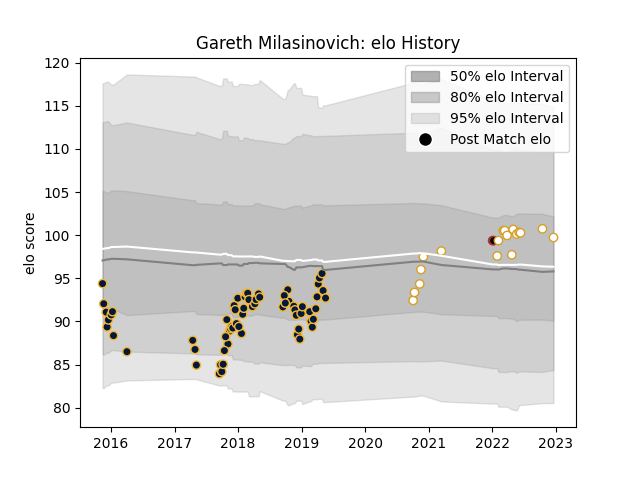 Gareth Milasinovich: elo History
120
115
110
105
100
95
90
85
80
elo score
50% elo Interval
80% elo Interval
95% elo Interval
Post Match elo
2016 2017 2018 2019 2020 2021 2022 2023